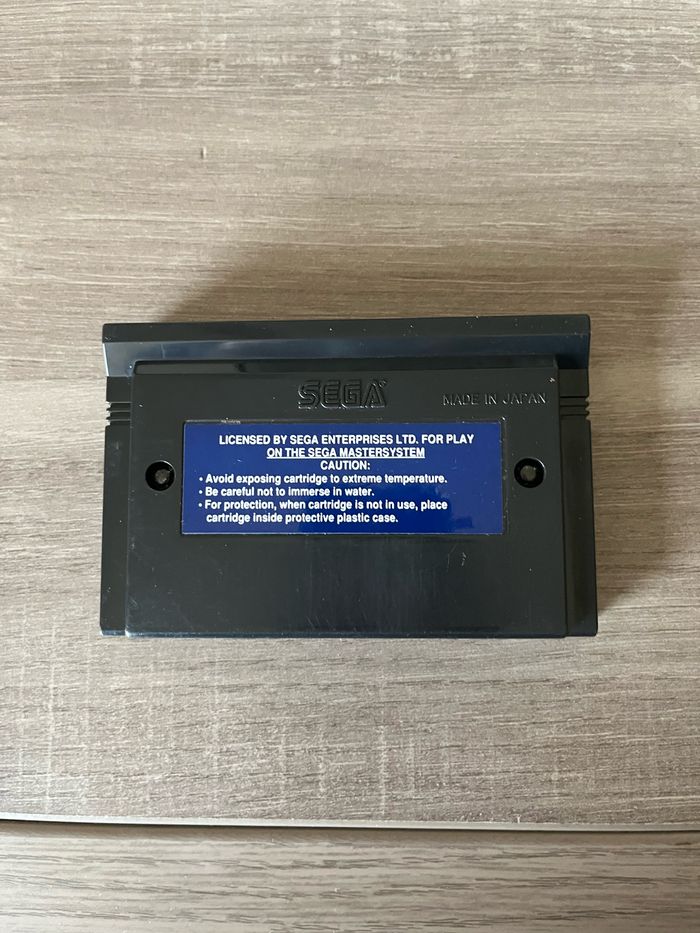 SEGA
MADE IN JAPAN
LICENSED BY SEGA ENTERPRISES LTD. FOR PLAY
ON THE SEGA MASTERSYSTEM
CAUTION:
• Avoid exposing cartridge to extreme temperature.
• Be careful not to immerse in water.
• For protection, when cartridge is not in use, place
cartridge inside protective plastic case.